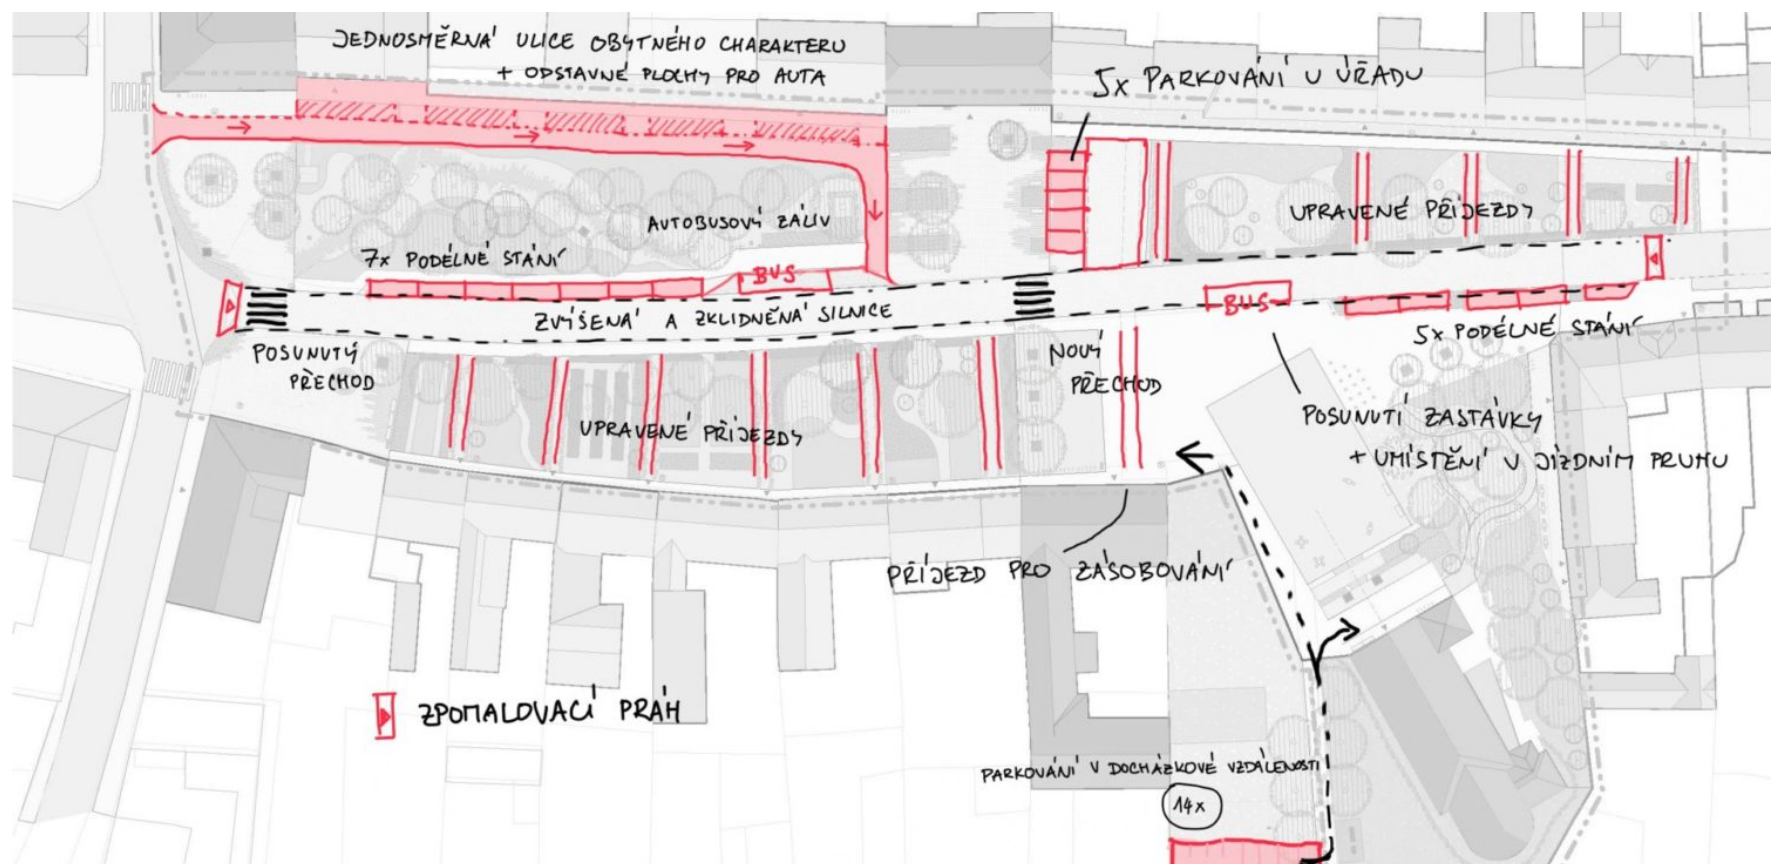 JEDNOSMĚRNÁ ULICE OBYTNÉHO CHARAKTERU
+ ODSTAVNÉ PLOCHY PRO AUTA
5x PARKOVÁNÍ U ÚŘADU
AUTOBUSOVÝ ZÁLIV
UPRAVENÉ PŘÍJEZDY
7x PODÉLNÉ STÁNÍ
BUS
BUS
ZVÝŠENÁ A ZKLIDNĚNÁ SILNICE
5x PODÉLNÉ STÁNÍ
POSUNUTÝ
PŘECHOD
NOVÝ
PŘECHOD
UPRAVENÉ PŘÍJEZDY
POSUNUTÍ ZASTÁVKY
+ UMÍSTĚNÍ V JÍZDNÍM PRUHU
PŘÍJEZD PRO ZÁSOBOVÁNÍ
ZPOMALOVACÍ PRÁH
PARKOVÁNÍ V DOCHÁZKOVÉ VZDÁLENOSTI
14x